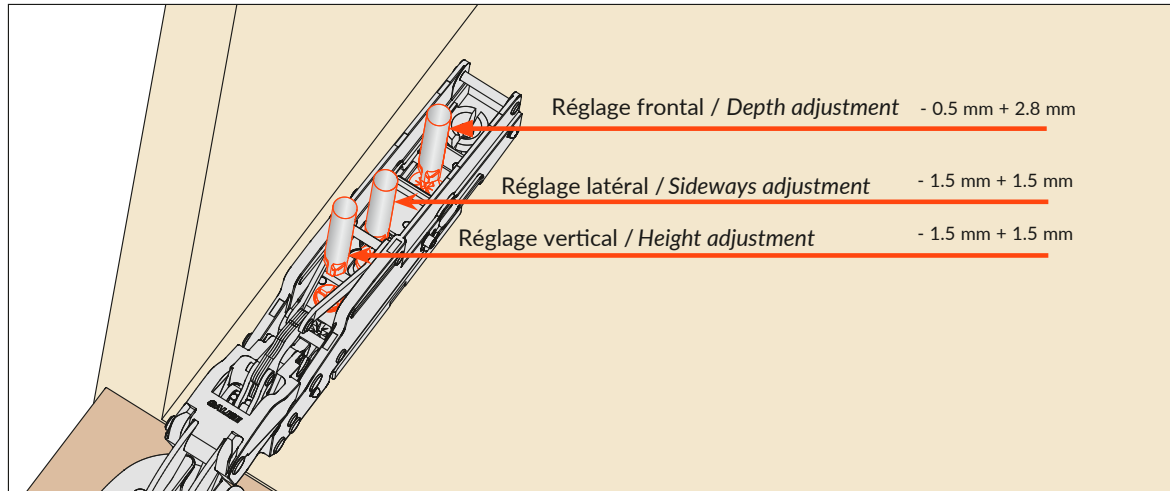 Réglage frontal / Depth adjustment - 0.5 mm + 2.8 mm
Réglage latéral / Sideways adjustment - 1.5 mm + 1.5 mm
Réglage vertical / Height adjustment - 1.5 mm + 1.5 mm